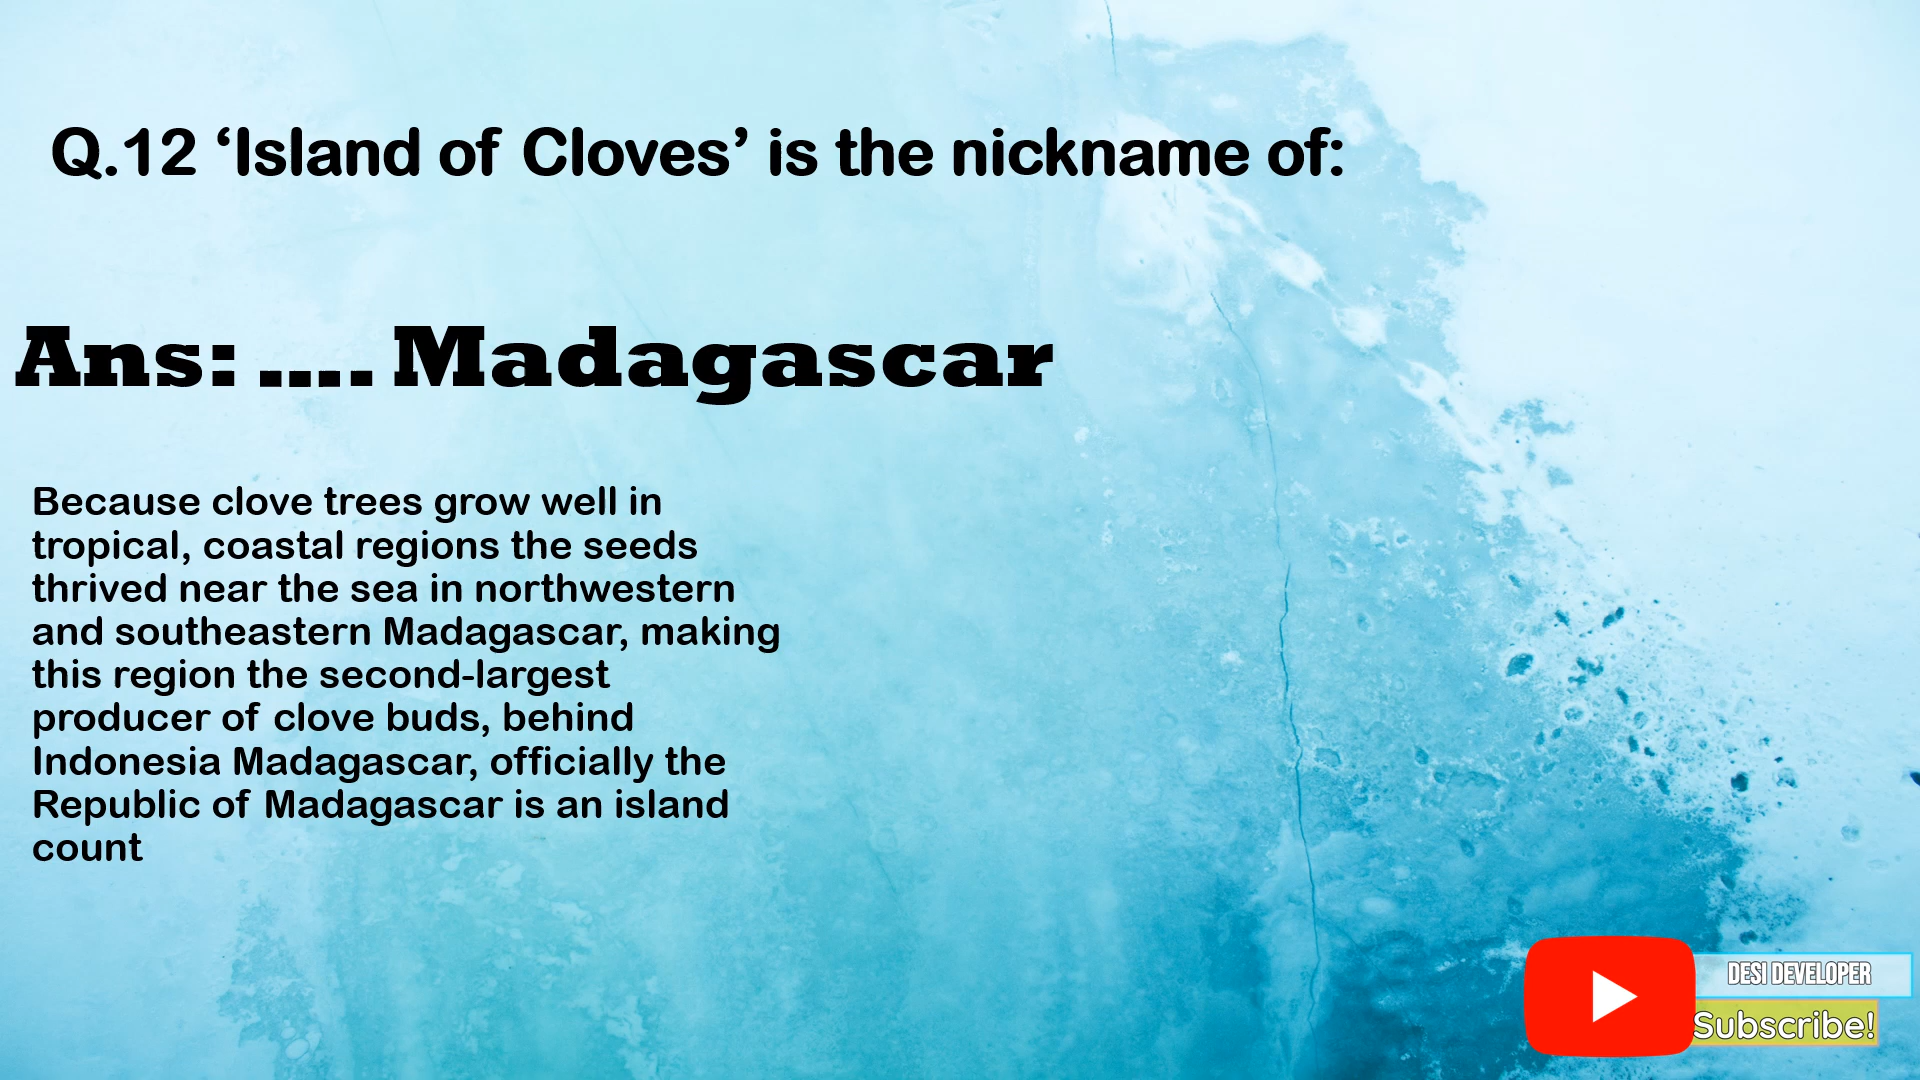 Q.12 ‘Island of Cloves’ is the nickname of:
Ans: .... Madagascar
Because clove trees grow well in
tropical, coastal regions the seeds
thrived near the sea in northwestern
and southeastern Madagascar, making
this region the second-largest
producer of clove buds, behind
Indonesia Madagascar, officially the
Republic of Madagascar is an island
count
DESI DEVELOPER
Subscribe!